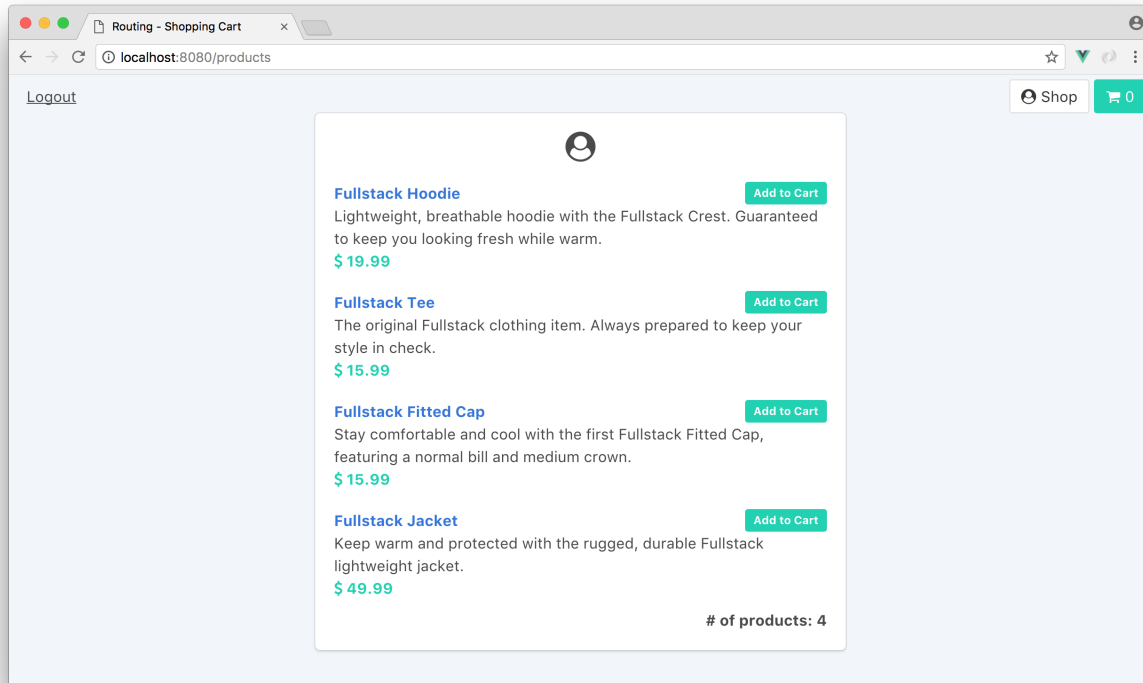 Routing - Shopping Cart
localhost:8080/products
Logout
Shop
0
Fullstack Hoodie
Add to Cart
Lightweight, breathable hoodie with the Fullstack Crest. Guaranteed
to keep you looking fresh while warm.
$ 19.99
Fullstack Tee
Add to Cart
The original Fullstack clothing item. Always prepared to keep your
style in check.
$ 15.99
Fullstack Fitted Cap
Add to Cart
Stay comfortable and cool with the first Fullstack Fitted Cap,
featuring a normal bill and medium crown.
$ 15.99
Fullstack Jacket
Add to Cart
Keep warm and protected with the rugged, durable Fullstack
lightweight jacket.
$ 49.99
# of products: 4